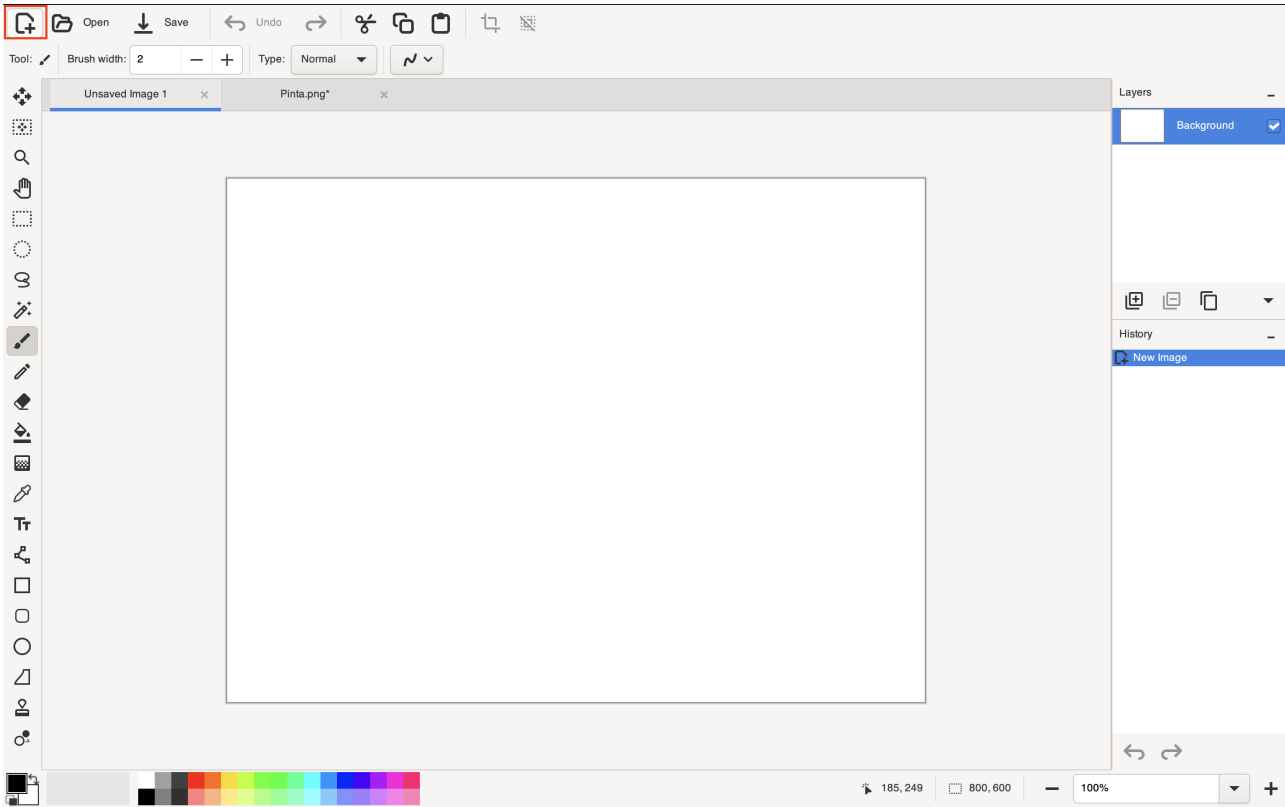 Open Save Undo
Tool: Brush width: 2 Type: Normal
Unsaved Image 1 Pinta.png*
Layers
Background
History
New Image
Tт
185, 249 800, 600 100%